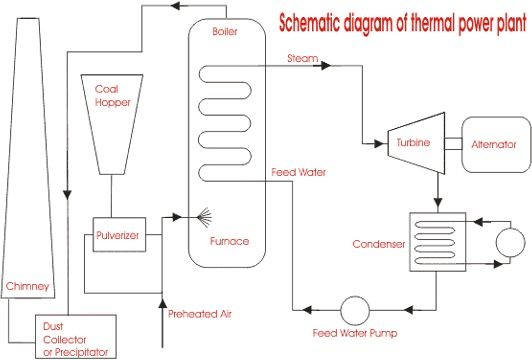 Schematic diagram of thermal power plant
Boiler
Steam
Coal
Hopper
Turbine
Alternator
Feed Water
Pulverizer
Furnace
Condenser
Chimney
Preheated Air
Feed Water Pump
Dust
Collector
or Precipitator